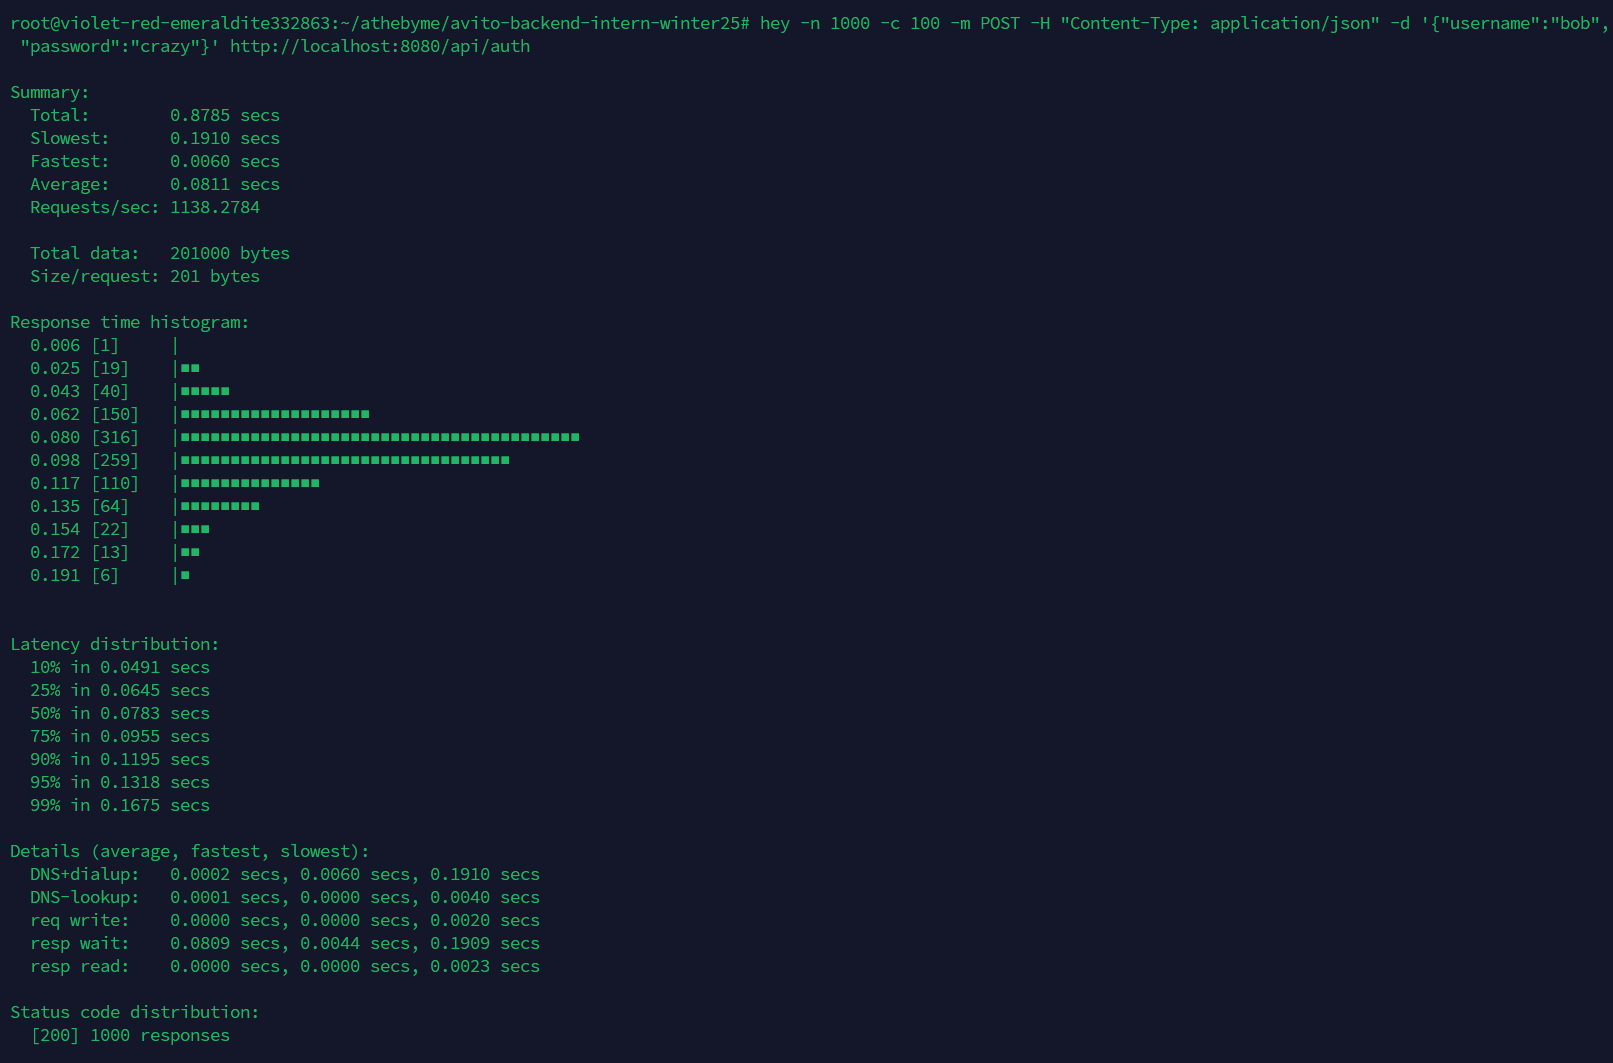 root@violet-red-emeraldite332863:~/athebyme/avito-backend-intern-winter25# hey -n 1000 -c 100 -m POST -H "Content-Type: application/json" -d '{"username":"bob",
"password":"crazy"}' http://localhost:8080/api/auth
Summary:
Total: 0.8785 secs
Slowest: 0.1910 secs
Fastest: 0.0060 secs
Average: 0.0811 secs
Requests/sec: 1138.2784
Total data: 201000 bytes
Size/request: 201 bytes
Response time histogram:
0.006 [1] |
0.025 [19] |■■
0.043 [40] |■■■■■
0.062 [150] |■■■■■■■■■■■■■■■■■■■
0.080 [316] |■■■■■■■■■■■■■■■■■■■■■■■■■■■■■■■■■■■■■■■■
0.098 [259] |■■■■■■■■■■■■■■■■■■■■■■■■■■■■■■■■■
0.117 [110] |■■■■■■■■■■■■■■
0.135 [64] |■■■■■■■■
0.154 [22] |■■■
0.172 [13] |■■
0.191 [6] |■
Latency distribution:
10% in 0.0491 secs
25% in 0.0645 secs
50% in 0.0783 secs
75% in 0.0955 secs
90% in 0.1195 secs
95% in 0.1318 secs
99% in 0.1675 secs
Details (average, fastest, slowest):
DNS+dialup: 0.0002 secs, 0.0060 secs, 0.1910 secs
DNS-lookup: 0.0001 secs, 0.0000 secs, 0.0040 secs
req write: 0.0000 secs, 0.0000 secs, 0.0020 secs
resp wait: 0.0809 secs, 0.0044 secs, 0.1909 secs
resp read: 0.0000 secs, 0.0000 secs, 0.0023 secs
Status code distribution:
[200] 1000 responses